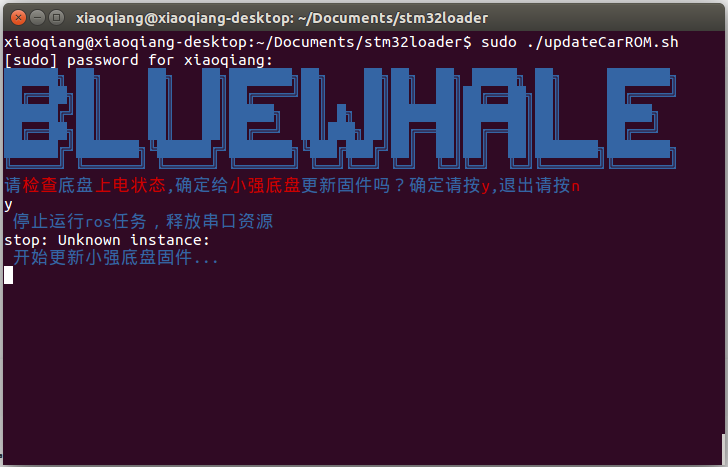 xiaoqiang@xiaoqiang-desktop: ~/Documents/stm32loader
xiaoqiang@xiaoqiang-desktop:~/Documents/stm32loader$ sudo ./updateCarROM.sh
[sudo] password for xiaoqiang:
BLUEWHALE
请检查底盘上电状态,确定给小强底盘更新固件吗？确定请按y,退出请按n
y
停止运行ros任务，释放串口资源
stop: Unknown instance:
开始更新小强底盘固件...